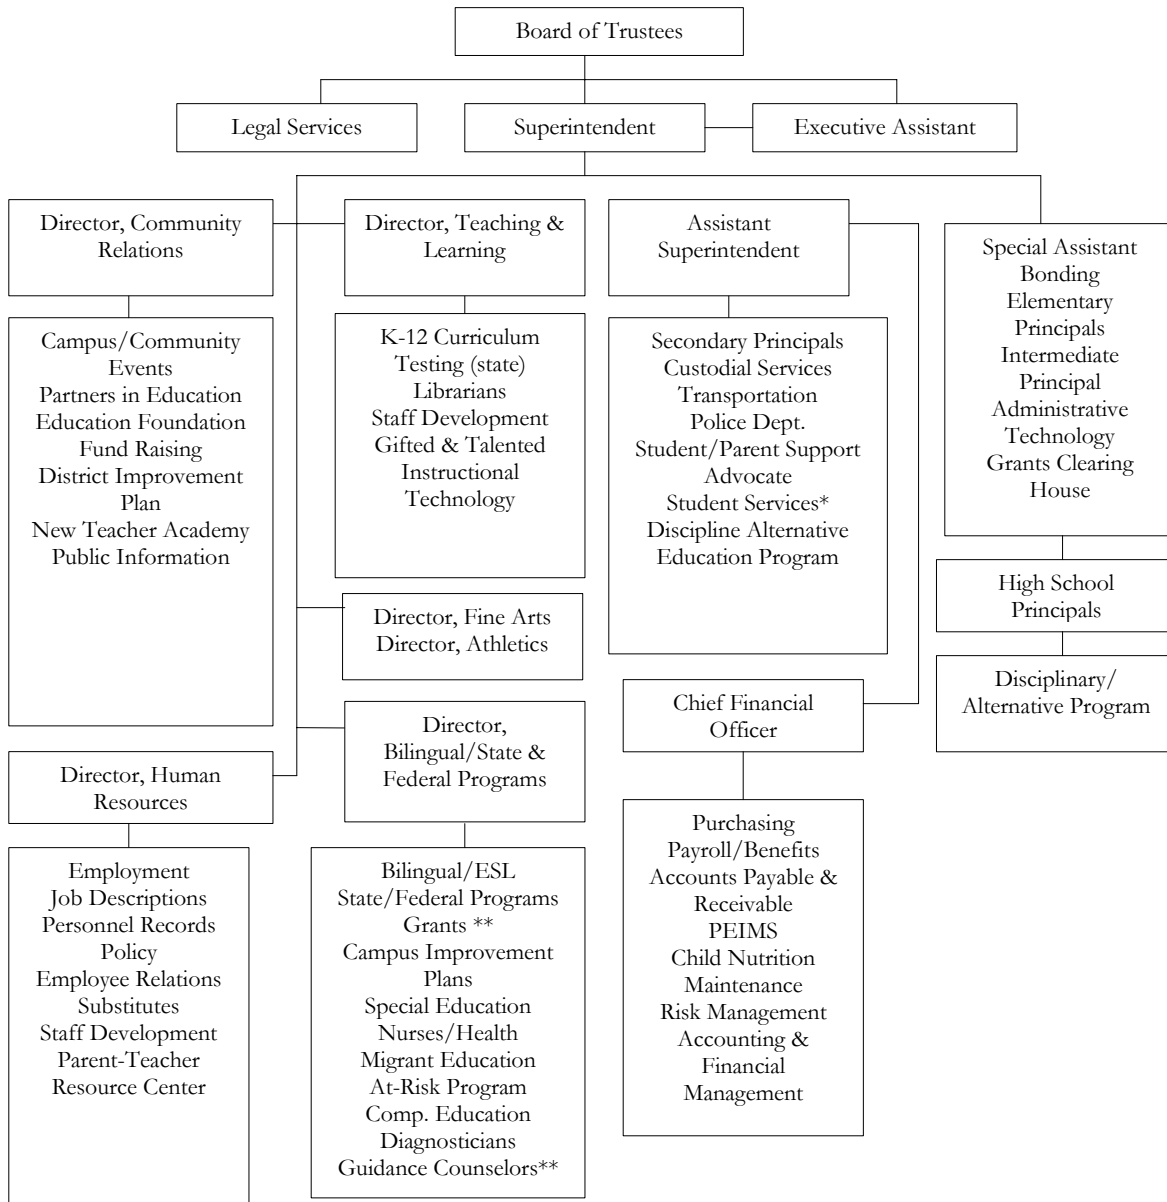 Board of Trustees
Legal Services
Superintendent
Executive Assistant
Director, Community
Relations
Director, Teaching &
Learning
Assistant
Superintendent
Special Assistant
Bonding
Elementary
Principals
Intermediate
Principal
Administrative
Technology
Grants Clearing
House
Campus/Community
Events
Partners in Education
Education Foundation
Fund Raising
District Improvement
Plan
New Teacher Academy
Public Information
K-12 Curriculum
Testing (state)
Librarians
Staff Development
Gifted & Talented
Instructional
Technology
Secondary Principals
Custodial Services
Transportation
Police Dept.
Student/Parent Support
Advocate
Student Services*
Discipline Alternative
Education Program
High School
Principals
Director, Fine Arts
Director, Athletics
Disciplinary/
Alternative Program
Chief Financial
Officer
Director,
Bilingual/State &
Federal Programs
Director, Human
Resources
Purchasing
Payroll/Benefits
Accounts Payable &
Receivable
PEIMS
Child Nutrition
Maintenance
Risk Management
Accounting &
Financial
Management
Employment
Job Descriptions
Personnel Records
Policy
Employee Relations
Substitutes
Staff Development
Parent-Teacher
Resource Center
Bilingual/ESL
State/Federal Programs
Grants **
Campus Improvement
Plans
Special Education
Nurses/Health
Migrant Education
At-Risk Program
Comp. Education
Diagnosticians
Guidance Counselors**